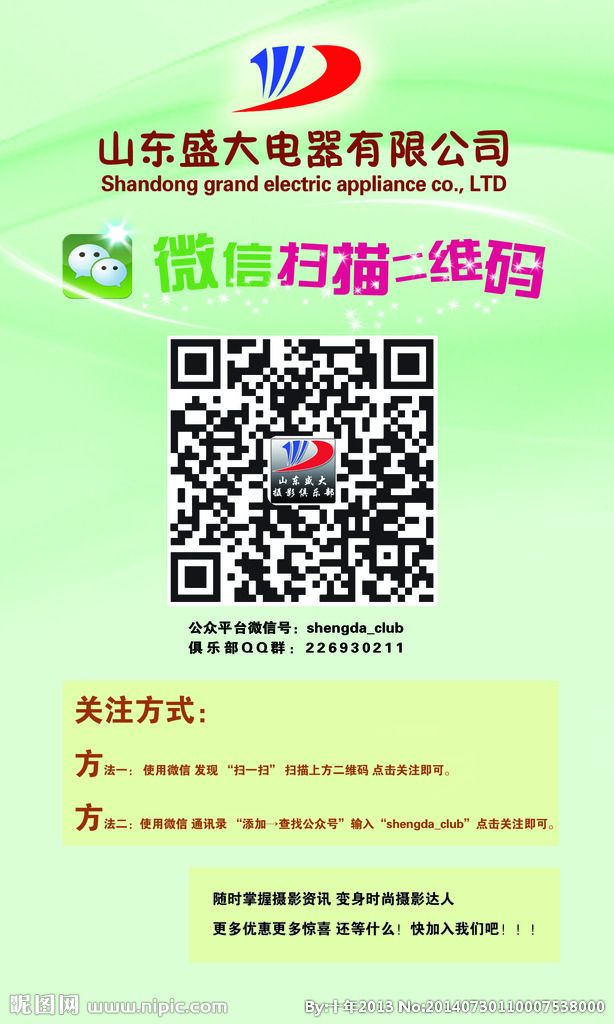 山东盛大电器有限公司
Shandong grand electric appliance co., LTD
微信扫描二维码
山东盛大
摄影俱乐部
公众平台微信号：shengda_club
俱乐部QQ群：226930211
关注方式：
方法一： 使用微信 发现 “扫一扫” 扫描上方二维码 点击关注即可。
方法二：使用微信 通讯录 “添加→查找公众号”输入“shengda_club”点击关注即可。
随时掌握摄影资讯 变身时尚摄影达人
更多优惠更多惊喜 还等什么！快加入我们吧！！！
昵图网 www.nipic.com
By:十年2013 No:20140730110007538000